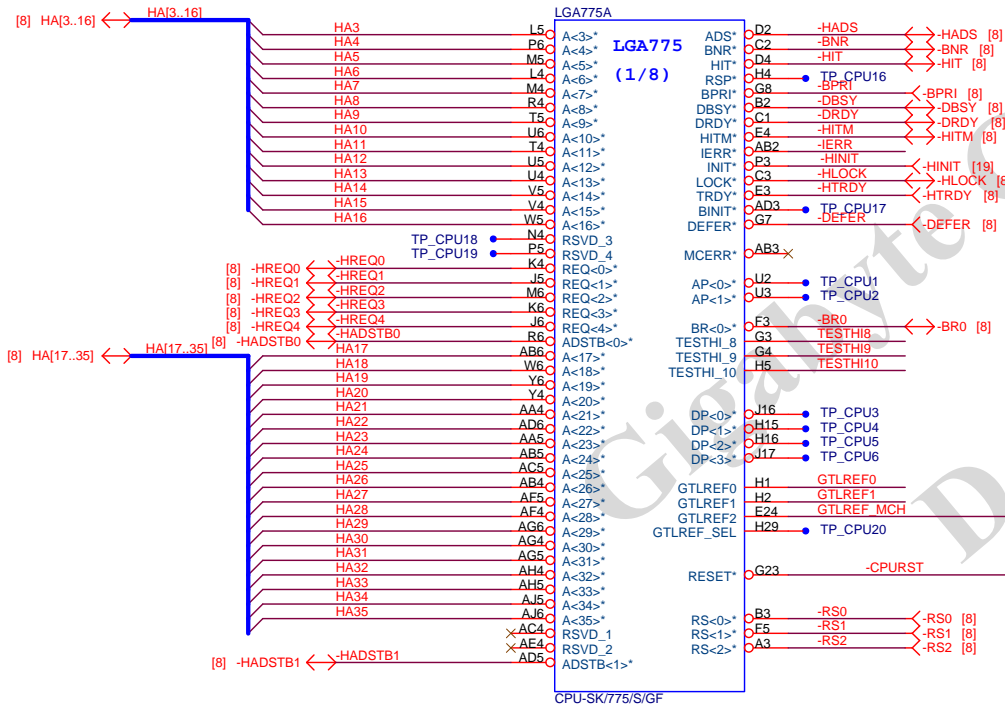 LGA775A
[8] HA[3..16] HA[3..16]
LGA775
(1/8)
HA3 L5 A<3>* ADS* D2 -HADS -HADS [8]
HA4 P6 A<4>* BNR* C2 -BNR -BNR [8]
HA5 M5 A<5>* HIT* D4 -HIT -HIT [8]
HA6 L4 A<6>* RSP* H4 TP_CPU16
HA7 M4 A<7>* BPRI* G8 -BPRI -BPRI [8]
HA8 R4 A<8>* DBSY* B2 -DBSY -DBSY [8]
HA9 T5 A<9>* DRDY* C1 -DRDY -DRDY [8]
HA10 U6 A<10>* HITM* E4 -HITM -HITM [8]
HA11 T4 A<11>* IERR* AB2 -IERR
HA12 U5 A<12>* INIT* P3 -HINIT -HINIT [19]
HA13 U4 A<13>* LOCK* C3 -HLOCK -HLOCK [8
HA14 V5 A<14>* TRDY* E3 -HTRDY -HTRDY [8]
HA15 V4 A<15>* BINIT* AD3 TP_CPU17
HA16 W5 A<16>* DEFER* G7 -DEFER -DEFER [8]
TP_CPU18 N4 RSVD_3
TP_CPU19 P5 RSVD_4 MCERR* AB3
[8] -HREQ0 -HREQ0 K4 REQ<0>*
[8] -HREQ1 -HREQ1 J5 REQ<1>* AP<0>* U2 TP_CPU1
[8] -HREQ2 -HREQ2 M6 REQ<2>* AP<1>* U3 TP_CPU2
[8] -HREQ3 -HREQ3 K6 REQ<3>*
[8] -HREQ4 -HREQ4 J6 REQ<4>* BR<0>* F3 -BR0 -BR0 [8]
[8] -HADSTB0 -HADSTB0 R6 ADSTB<0>* TESTHI_8 G3 TESTHI8
[8] HA[17..35] HA[17..35]
HA17 AB6 A<17>* TESTHI_9 G4 TESTHI9
HA18 W6 A<18>* TESTHI_10 H5 TESTHI10
HA19 Y6 A<19>*
HA20 Y4 A<20>*
HA21 AA4 A<21>* DP<0>* J16 TP_CPU3
HA22 AD6 A<22>* DP<1>* H15 TP_CPU4
HA23 AA5 A<23>* DP<2>* H16 TP_CPU5
HA24 AB5 A<24>* DP<3>* J17 TP_CPU6
HA25 AC5 A<25>*
HA26 AB4 A<26>* GTLREF0 H1 GTLREF0
HA27 AF5 A<27>* GTLREF1 H2 GTLREF1
HA28 AF4 A<28>* GTLREF2 E24 GTLREF_MCH
HA29 AG6 A<29>* GTLREF_SEL H29 TP_CPU20
HA30 AG4 A<30>*
HA31 AG5 A<31>*
HA32 AH4 A<32>* RESET* G23 -CPURST
HA33 AH5 A<33>*
HA34 AJ5 A<34>*
HA35 AJ6 A<35>* RS<0>* B3 -RS0 -RS0 [8]
AC4 RSVD_1 RS<1>* F5 -RS1 -RS1 [8]
AE4 RSVD_2 RS<2>* A3 -RS2 -RS2 [8]
[8] -HADSTB1 -HADSTB1 AD5 ADSTB<1>*
CPU-SK/775/S/GF
Gigabyte